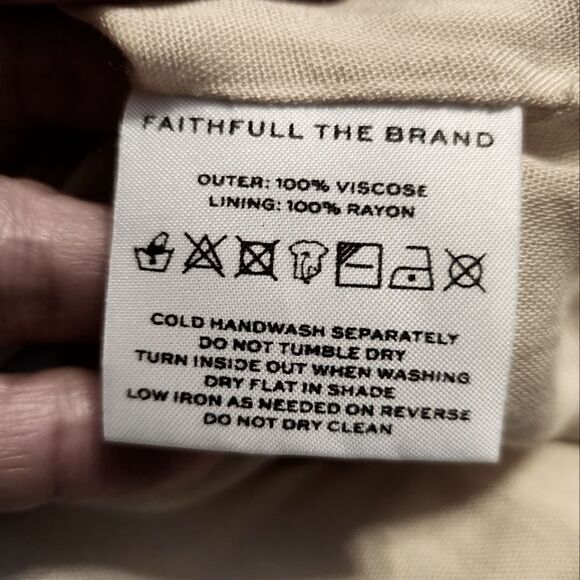 FAITHFULL THE BRAND
OUTER: 100% VISCOSE
LINING: 100% RAYON
COLD HANDWASH SEPARATELY
DO NOT TUMBLE DRY
TURN INSIDE OUT WHEN WASHING
DRY FLAT IN SHADE
LOW IRON AS NEEDED ON REVERSE
DO NOT DRY CLEAN